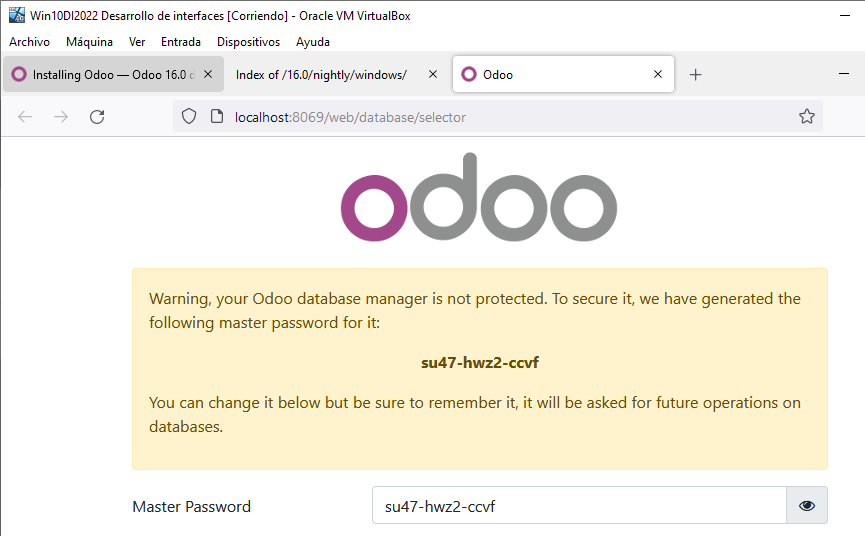 Win10DI2022 Desarrollo de interfaces [Corriendo] - Oracle VM VirtualBox
Archivo Máquina Ver Entrada Dispositivos Ayuda
Installing Odoo — Odoo 16.0 d
Index of /16.0/nightly/windows/
Odoo
localhost:8069/web/database/selector
odoo
Warning, your Odoo database manager is not protected. To secure it, we have generated the
following master password for it:
su47-hwz2-ccvf
You can change it below but be sure to remember it, it will be asked for future operations on
databases.
Master Password
su47-hwz2-ccvf